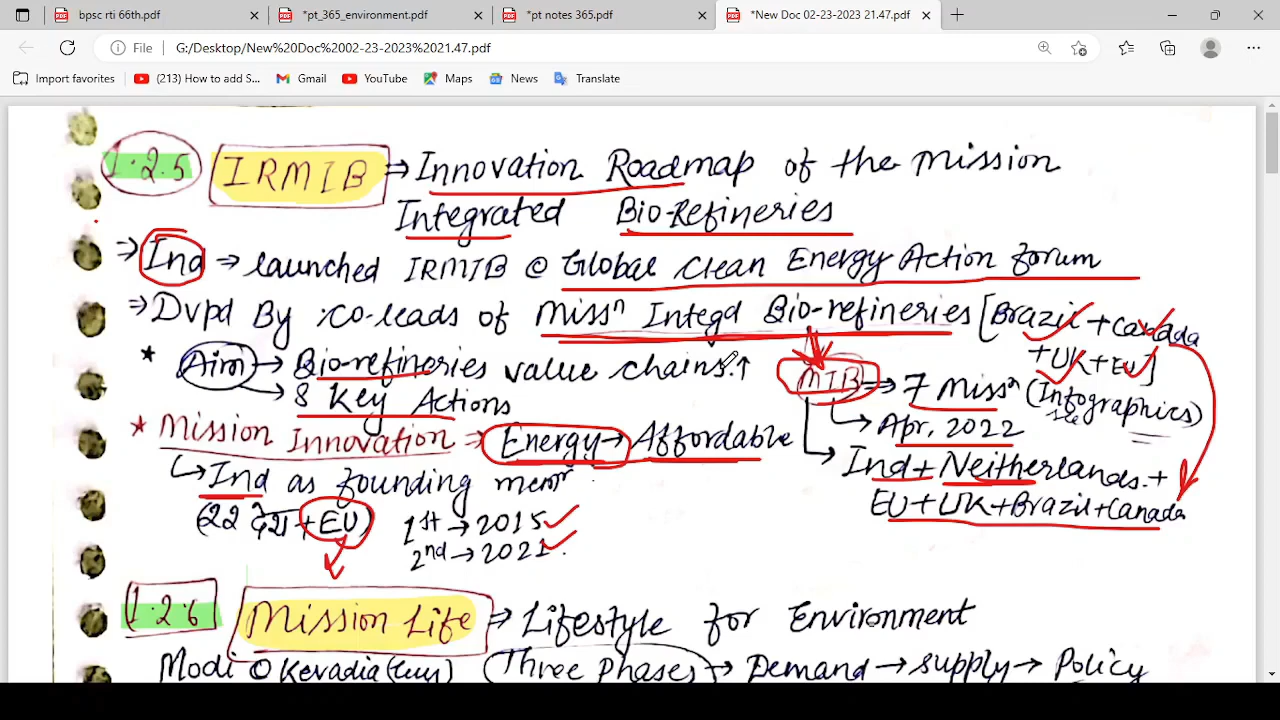 bpsc rti 66th.pdf
*pt_365_environment.pdf
*pt notes 365.pdf
*New Doc 02-23-2023 21.47.pdf
File G:/Desktop/New%20Doc%2002-23-2023%2021.47.pdf
Import favorites (213) How to add S... Gmail YouTube Maps News Translate
1.2.5 IRMIB ⇒ Innovation Roadmap of the Mission
Integrated Bio-Refineries
⇒ Ind → launched IRMIB @ Global Clean Energy Action forum
⇒ Dvpd By :co-leads of Missn Integd Bio-refineries [Brazil + Canada
+ UK + EU]
* Aim → Bio-refineries value chains ↑
→ 8 Key Actions
MIB ⇒ 7 Missn (Infographics)
→ Apr, 2022
→ Ind + Neitherlands. +
EU + UK + Brazil + Canada
* Mission Innovation ⇒ Energy → Affordable
↳ Ind as founding memr
(22 देश + EU)
1st → 2015
2nd → 2021.
1.2.6 Mission Life ⇒ Lifestyle for Environment
Modi @ Kevadia (Guj) Three phases → Demand → supply → Policy